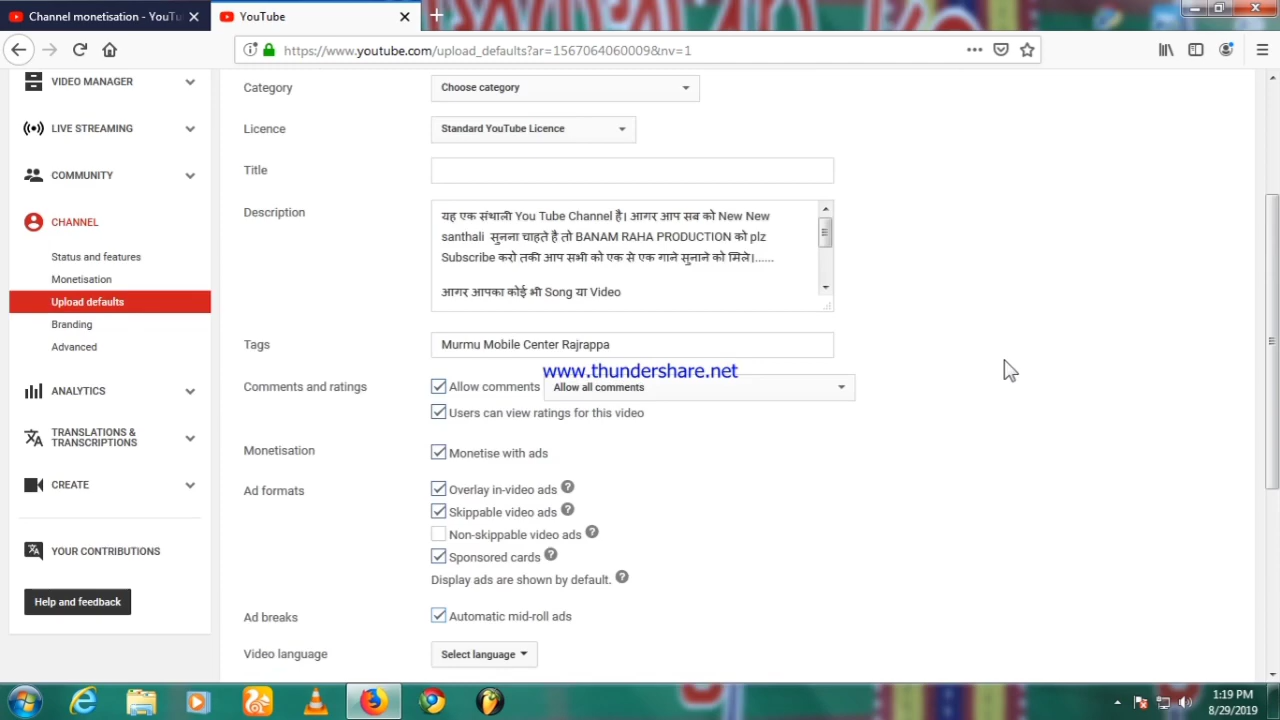 Channel monetisation - YouTu
YouTube
https://www.youtube.com/upload_defaults?ar=1567064060009&nv=1
VIDEO MANAGER
LIVE STREAMING
COMMUNITY
CHANNEL
Status and features
Monetisation
Upload defaults
Branding
Advanced
ANALYTICS
TRANSLATIONS &
TRANSCRIPTIONS
CREATE
YOUR CONTRIBUTIONS
Help and feedback
Category Choose category
Licence Standard YouTube Licence
Title
Description
यह एक संथाली You Tube Channel है। आगर आप सब को New New
santhali सुनना चाहते है तो BANAM RAHA PRODUCTION को plz
Subscribe करो तकी आप सभी को एक से एक गाने सुनाने को मिले।......
आगर आपका कोई भी Song या Video
Tags Murmu Mobile Center Rajrappa
www.thundershare.net
Comments and ratings Allow comments Allow all comments
Users can view ratings for this video
Monetisation Monetise with ads
Ad formats Overlay in-video ads
Skippable video ads
Non-skippable video ads
Sponsored cards
Display ads are shown by default.
Ad breaks Automatic mid-roll ads
Video language Select language
1:19 PM
8/29/2019